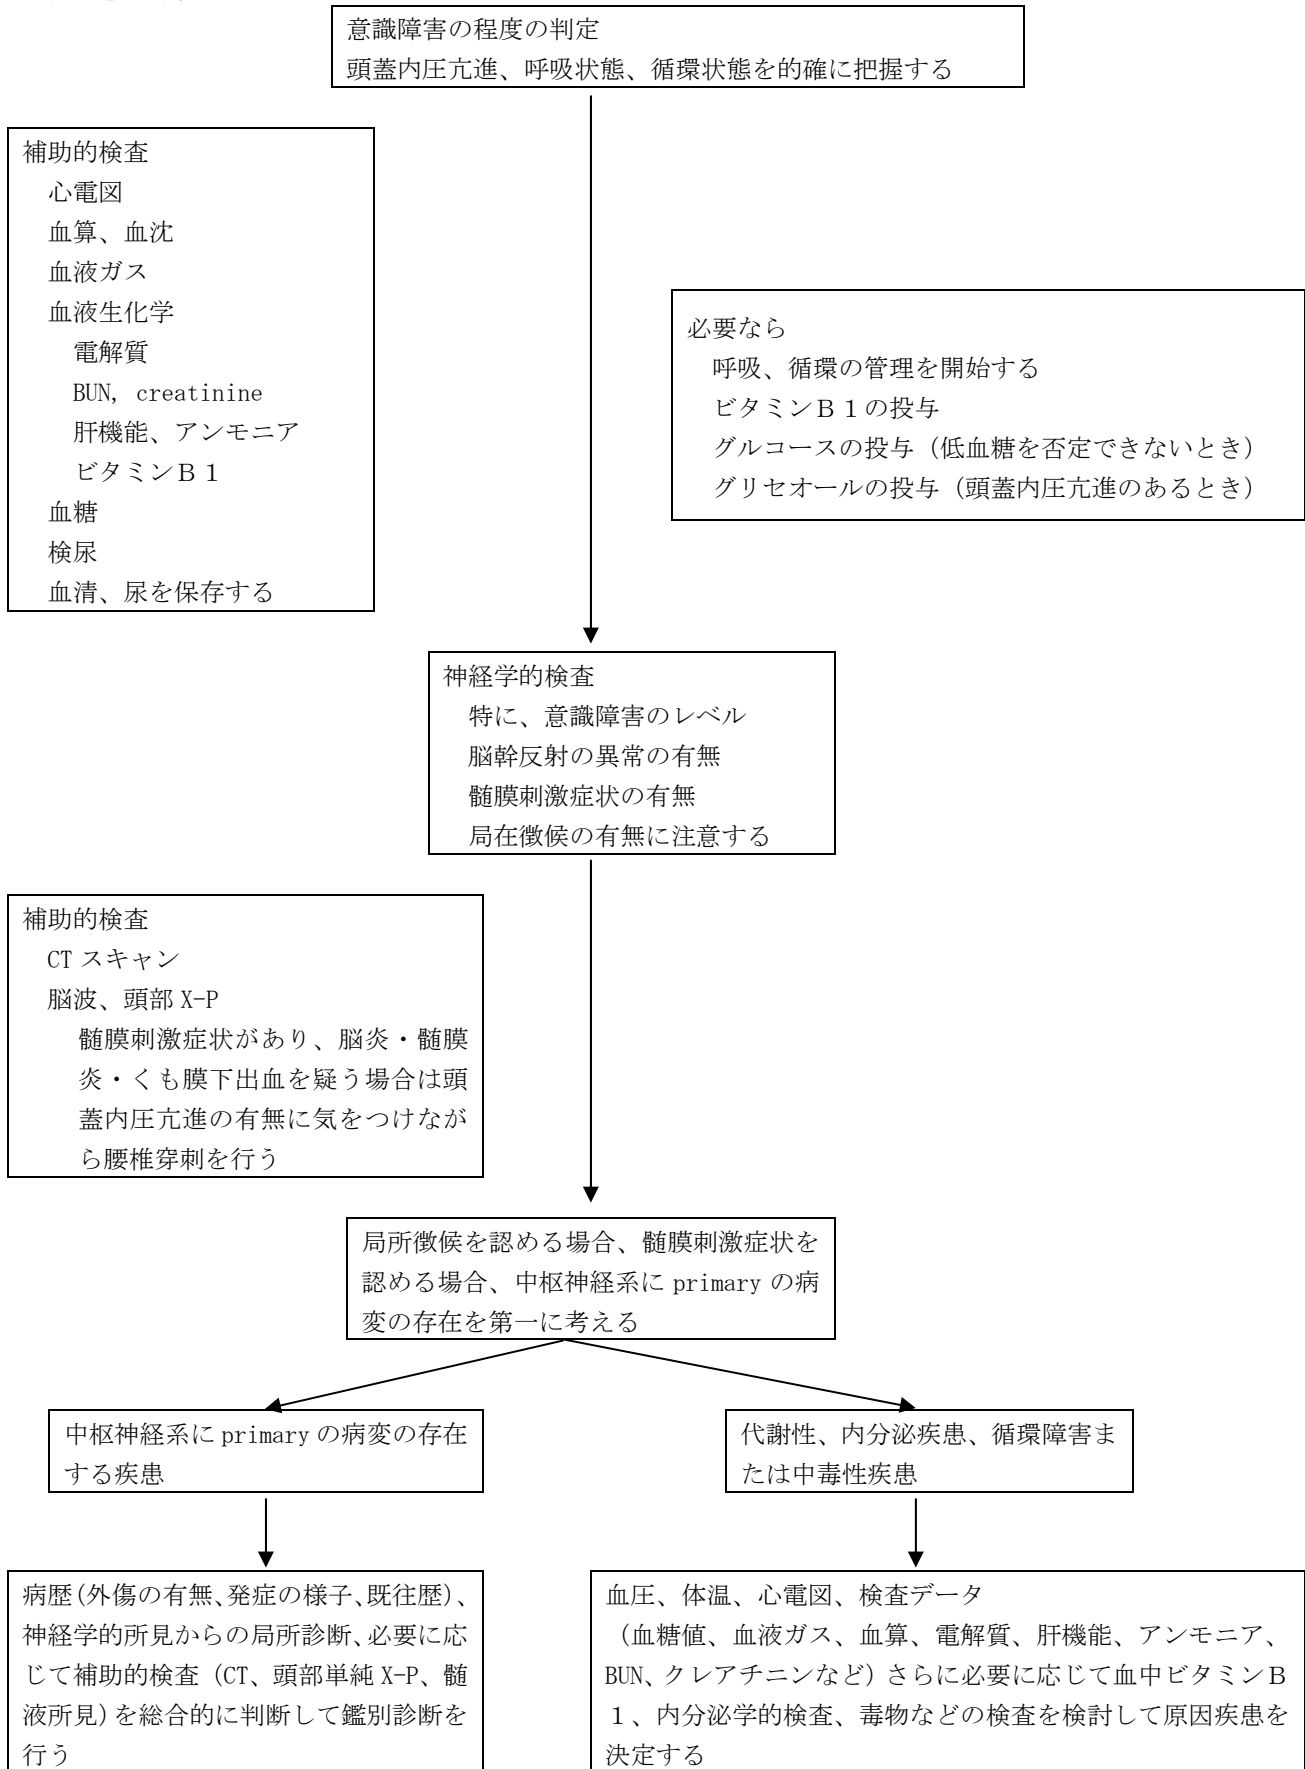 意識障害の程度の判定
頭蓋内圧亢進、呼吸状態、循環状態を的確に把握する
補助的検査
心電図
血算、血沈
血液ガス
血液生化学
電解質
BUN, creatinine
肝機能、アンモニア
ビタミンB１
血糖
検尿
血清、尿を保存する
必要なら
呼吸、循環の管理を開始する
ビタミンＢ１の投与
グルコースの投与（低血糖を否定できないとき）
グリセオールの投与（頭蓋内圧亢進のあるとき）
神経学的検査
特に、意識障害のレベル
脳幹反射の異常の有無
髄膜刺激症状の有無
局在徴候の有無に注意する
補助的検査
CT スキャン
脳波、頭部 X-P
髄膜刺激症状があり、脳炎・髄膜
炎・くも膜下出血を疑う場合は頭
蓋内圧亢進の有無に気をつけなが
ら腰椎穿刺を行う
局所徴候を認める場合、髄膜刺激症状を
認める場合、中枢神経系に primary の病
変の存在を第一に考える
中枢神経系に primary の病変の存在
する疾患
代謝性、内分泌疾患、循環障害ま
たは中毒性疾患
病歴（外傷の有無、発症の様子、既往歴）、
神経学的所見からの局所診断、必要に応
じて補助的検査（CT、頭部単純 X-P、髄
液所見）を総合的に判断して鑑別診断を
行う
血圧、体温、心電図、検査データ
（血糖値、血液ガス、血算、電解質、肝機能、アンモニア、
BUN、クレアチニンなど）さらに必要に応じて血中ビタミンＢ
１、内分泌学的検査、毒物などの検査を検討して原因疾患を
決定する